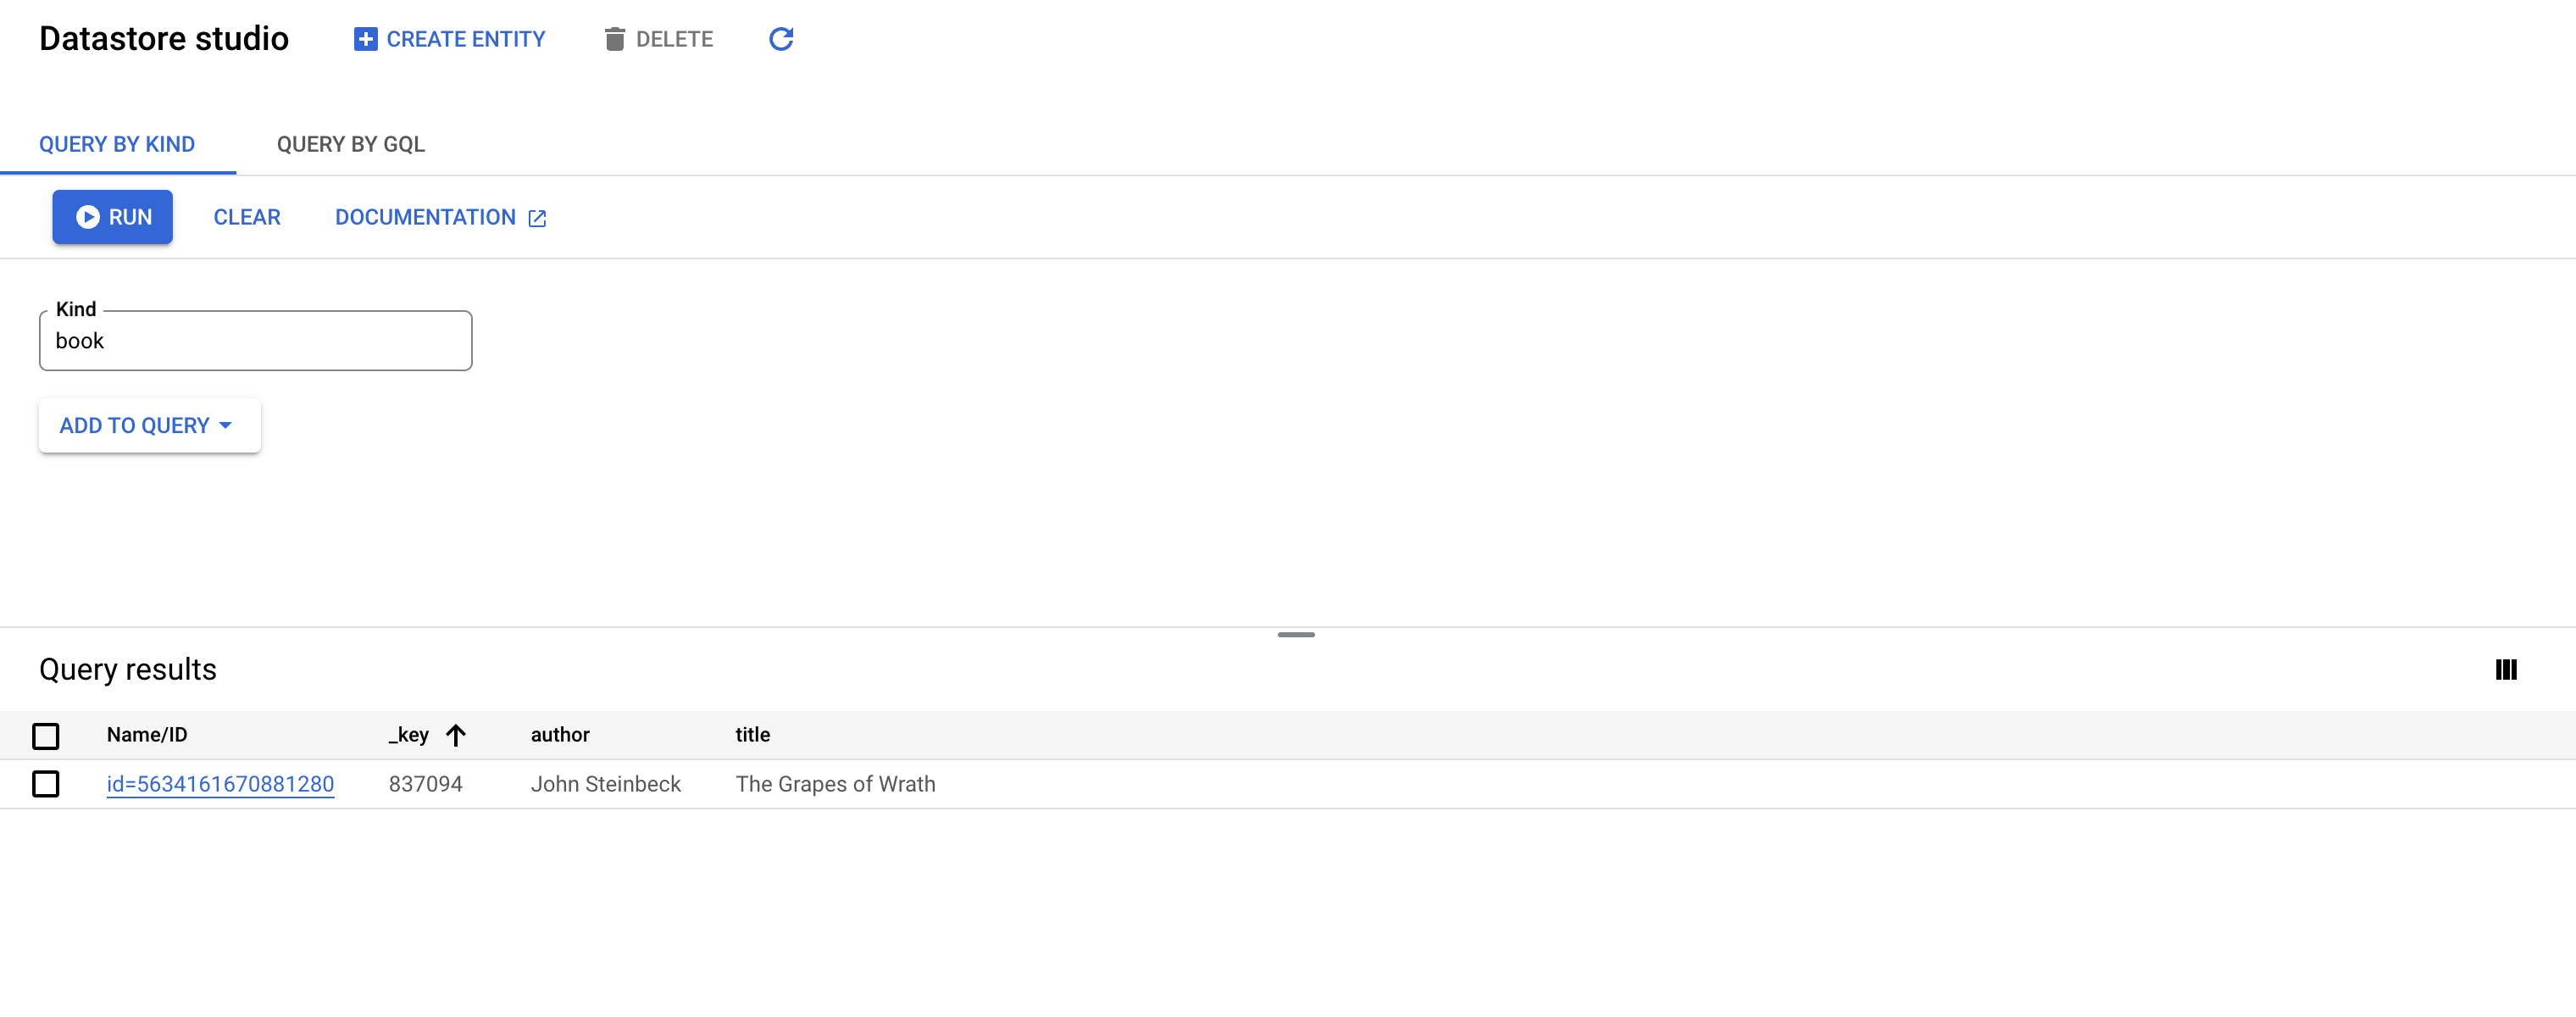 Datastore studio CREATE ENTITY DELETE
QUERY BY KIND QUERY BY GQL
RUN CLEAR DOCUMENTATION
Kind
book
ADD TO QUERY
Query results
Name/ID _key author title
id=5634161670881280 837094 John Steinbeck The Grapes of Wrath